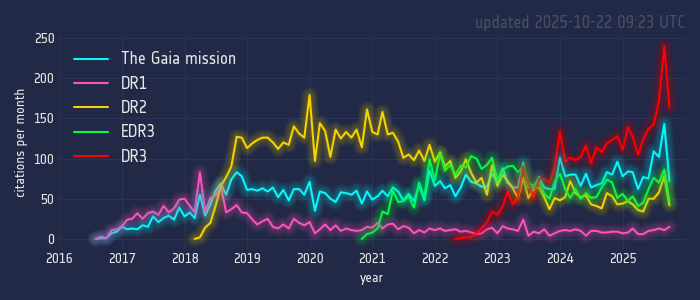 updated 2025-10-22 09:23 UTC
250
200
150
100
50
0
citations per month
The Gaia mission
DR1
DR2
EDR3
DR3
2016 2017 2018 2019 2020 2021 2022 2023 2024 2025
year